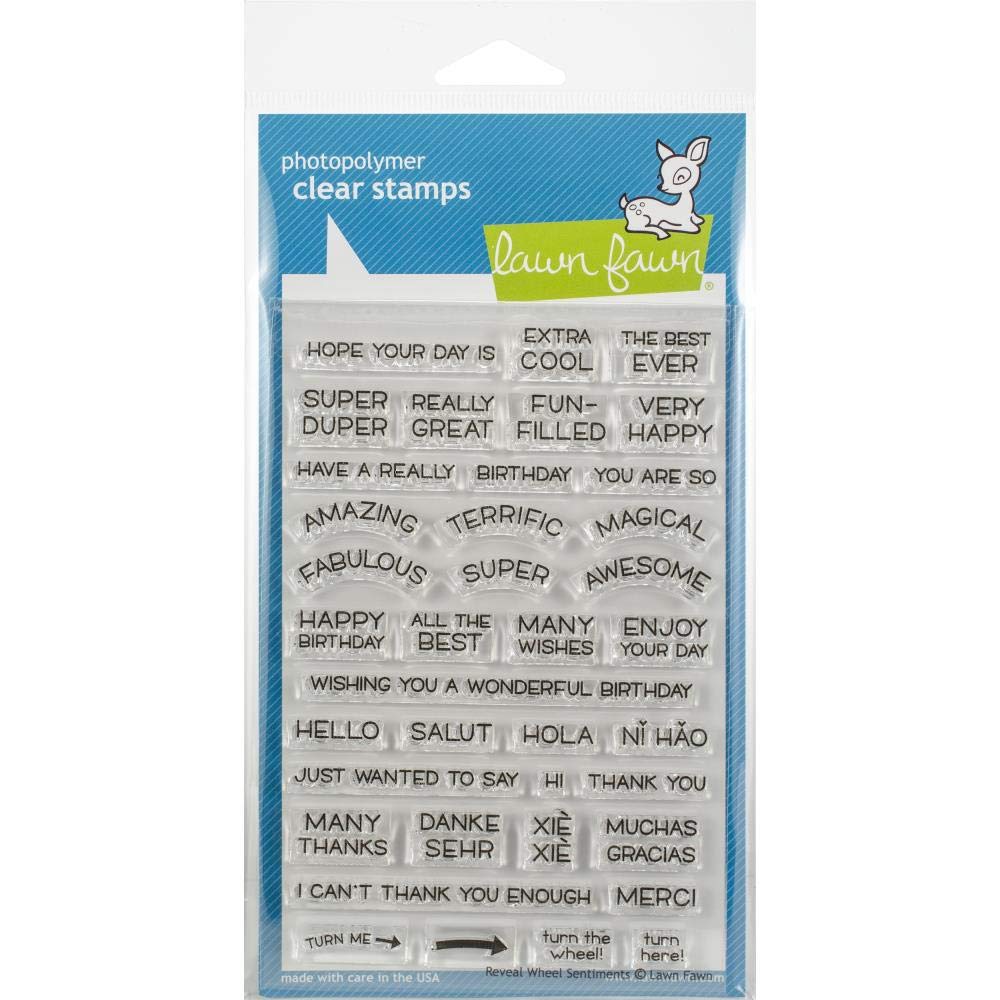 photopolymer
clear stamps
lawn fawn®
HOPE YOUR DAY IS
EXTRA
COOL
THE BEST
EVER
SUPER
DUPER
REALLY
GREAT
FUN-
FILLED
VERY
HAPPY
HAVE A REALLY
BIRTHDAY
YOU ARE SO
AMAZING
TERRIFIC
MAGICAL
FABULOUS
SUPER
AWESOME
HAPPY
BIRTHDAY
ALL THE
BEST
MANY
WISHES
ENJOY
YOUR DAY
WISHING YOU A WONDERFUL BIRTHDAY
HELLO
SALUT
HOLA
NǏ HǍO
JUST WANTED TO SAY
HI
THANK YOU
MANY
THANKS
DANKE
SEHR
XIÈ
XIÈ
MUCHAS
GRACIAS
I CAN'T THANK YOU ENOUGH
MERCI
TURN ME
turn the
wheel!
turn
here!
Reveal Wheel Sentiments © Lawn Fawn
made with care in the USA